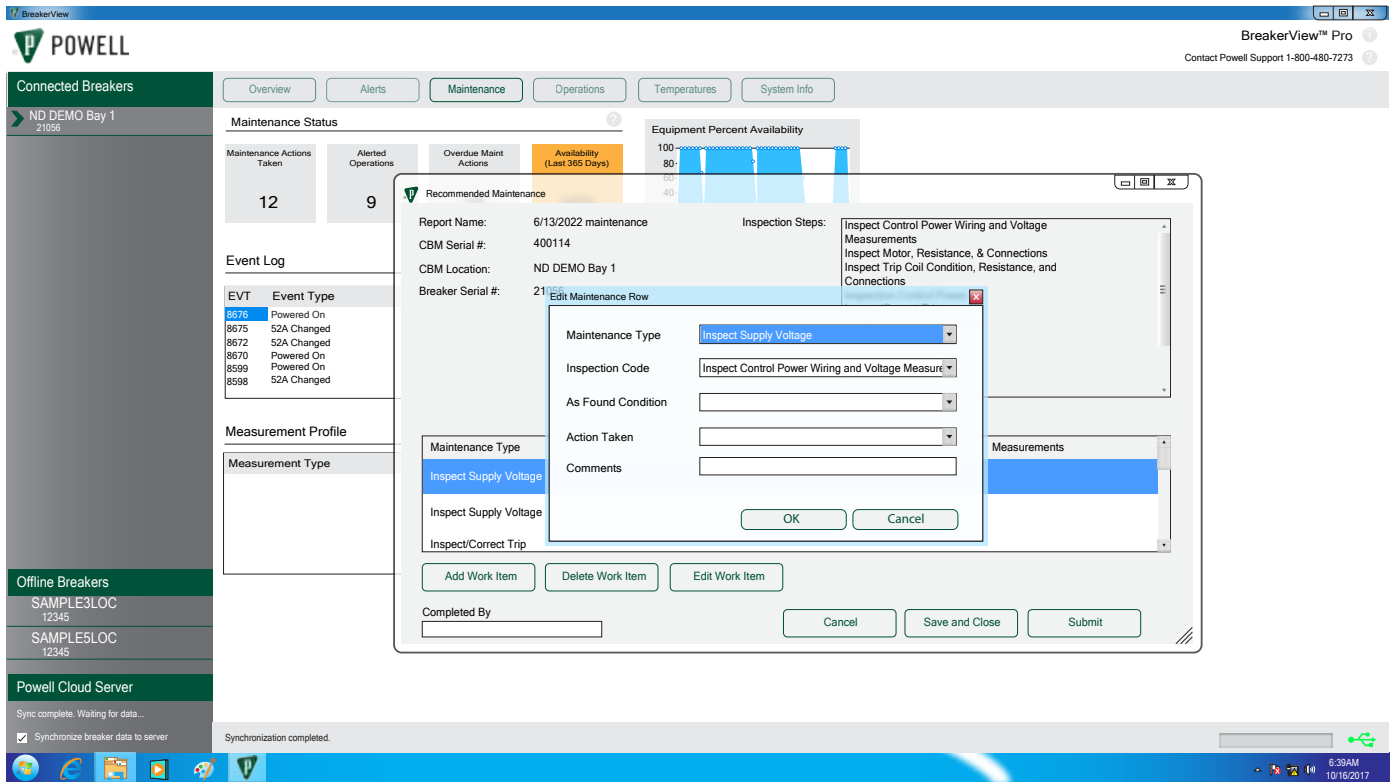 BreakerView
POWELL
BreakerView™ Pro
Contact Powell Support 1-800-480-7273
Connected Breakers
ND DEMO Bay 1
21056
Overview
Alerts
Maintenance
Operations
Temperatures
System Info
Maintenance Status
Maintenance Actions
Taken
12
Alerted
Operations
9
Overdue Maint
Actions
Availability
(Last 365 Days)
Equipment Percent Availability
100
80
60
40
Event Log
EVT Event Type
8676 Powered On
8675 52A Changed
8672 52A Changed
8670 Powered On
8599 Powered On
8598 52A Changed
Measurement Profile
Measurement Type
Recommended Maintenance
Report Name: 6/13/2022 maintenance
CBM Serial #: 400114
CBM Location: ND DEMO Bay 1
Breaker Serial #: 21056
Inspection Steps:
Inspect Control Power Wiring and Voltage
Measurements
Inspect Motor, Resistance, & Connections
Inspect Trip Coil Condition, Resistance, and
Connections
Maintenance Type
Measurements
Inspect Supply Voltage
Inspect Supply Voltage
Inspect/Correct Trip
Edit Maintenance Row
Maintenance Type Inspect Supply Voltage
Inspection Code Inspect Control Power Wiring and Voltage Measure
As Found Condition
Action Taken
Comments
OK
Cancel
Add Work Item
Delete Work Item
Edit Work Item
Completed By
Cancel
Save and Close
Submit
Offline Breakers
SAMPLE3LOC
12345
SAMPLE5LOC
12345
Powell Cloud Server
Sync complete. Waiting for data...
Synchronize breaker data to server
Synchronization completed.
6:39AM
10/16/2017